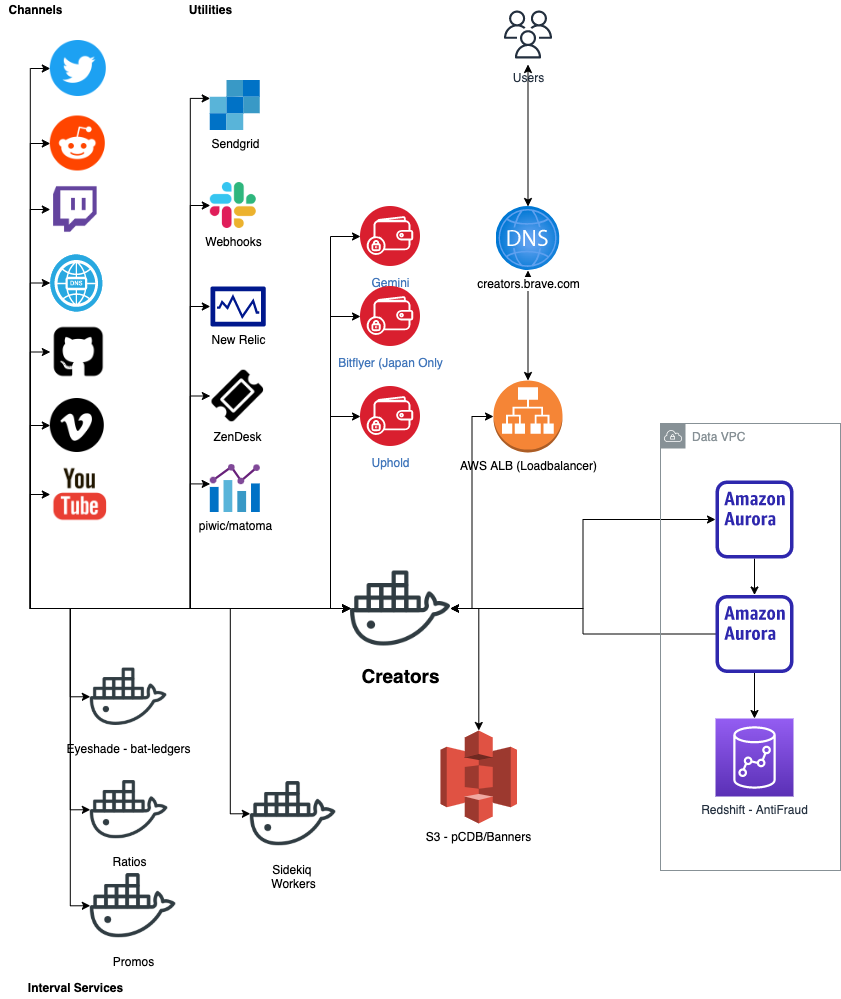 Channels
Utilities
Users
Sendgrid
Webhooks
DNS
creators.brave.com
Gemini
DNS
New Relic
Bitflyer (Japan Only
ZenDesk
Uphold
AWS ALB (Loadbalancer)
Data VPC
You
Tube
piwic/matoma
Amazon
Aurora
Amazon
Aurora
Creators
Eyeshade - bat-ledgers
Redshift - AntiFraud
S3 - pCDB/Banners
Ratios
Sidekiq
Workers
Promos
Interval Services